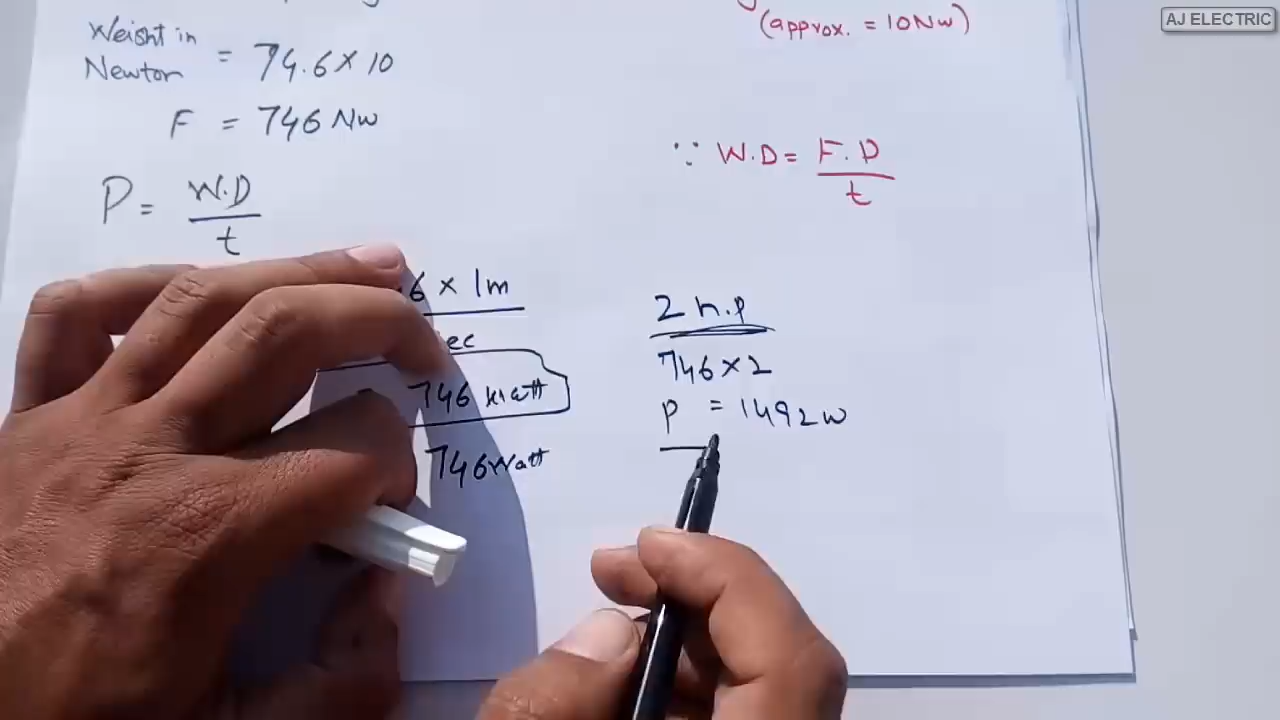 AJ ELECTRIC
(approx. = 10Nw)
Weight in
Newton = 74.6 × 10
F = 746 Nw
∵ W.D = F.D
t
P = W.D
t
6 × 1m
ec
746 watt
746 Watt
2 h.p
746 × 2
P = 1492 w